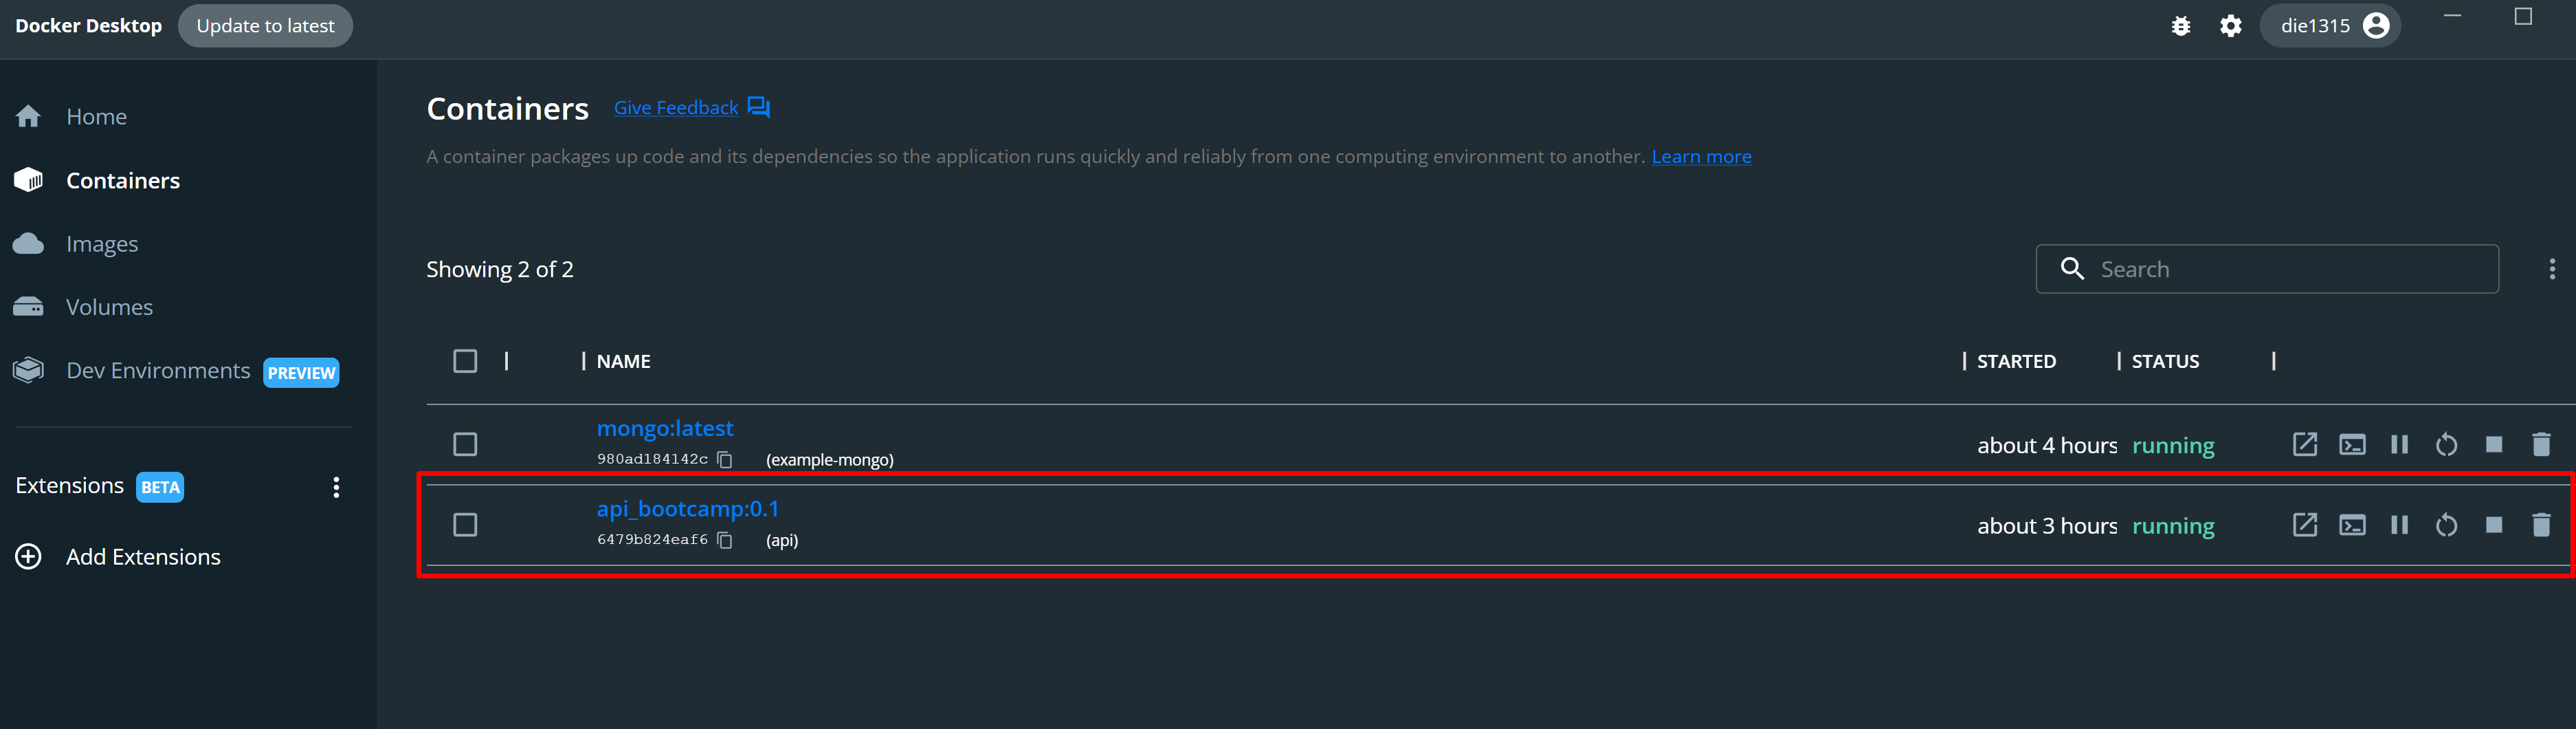 Docker Desktop Update to latest die1315
Home
Containers
Images
Volumes
Dev Environments PREVIEW
Extensions BETA
Add Extensions
Containers Give Feedback
A container packages up code and its dependencies so the application runs quickly and reliably from one computing environment to another. Learn more
Showing 2 of 2 Search
NAME STARTED STATUS
mongo:latest
980ad184142c (example-mongo) about 4 hours running
api_bootcamp:0.1
6479b824eaf6 (api) about 3 hours running